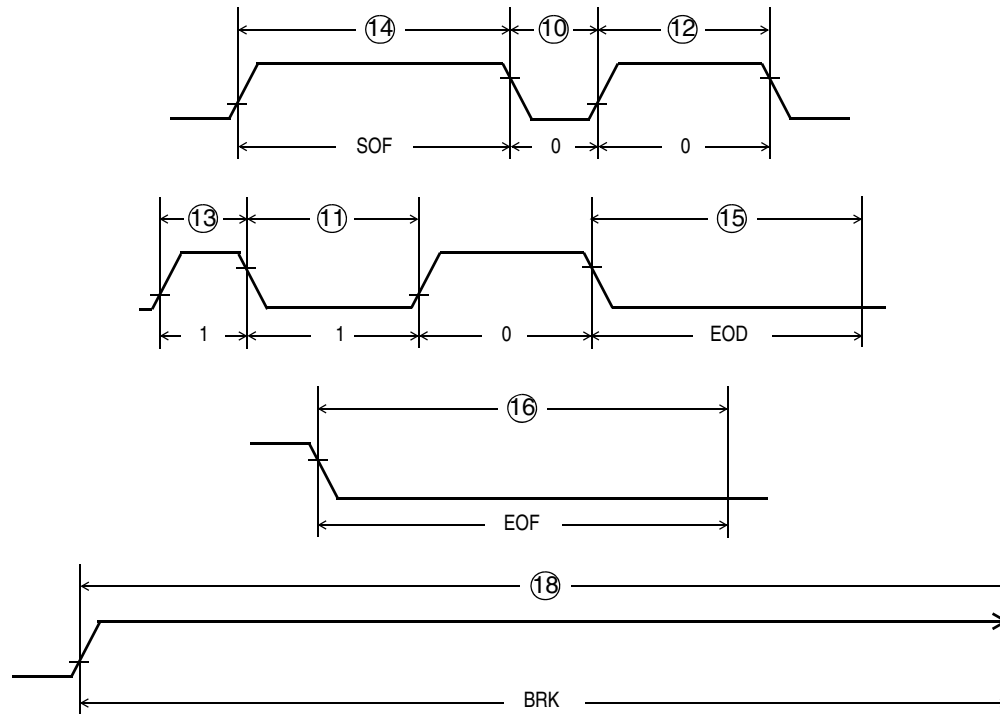 ⑭ ⑩ ⑫
SOF 0 0
⑬ ⑪ ⑮
1 1 0 EOD
⑯
EOF
⑱
BRK